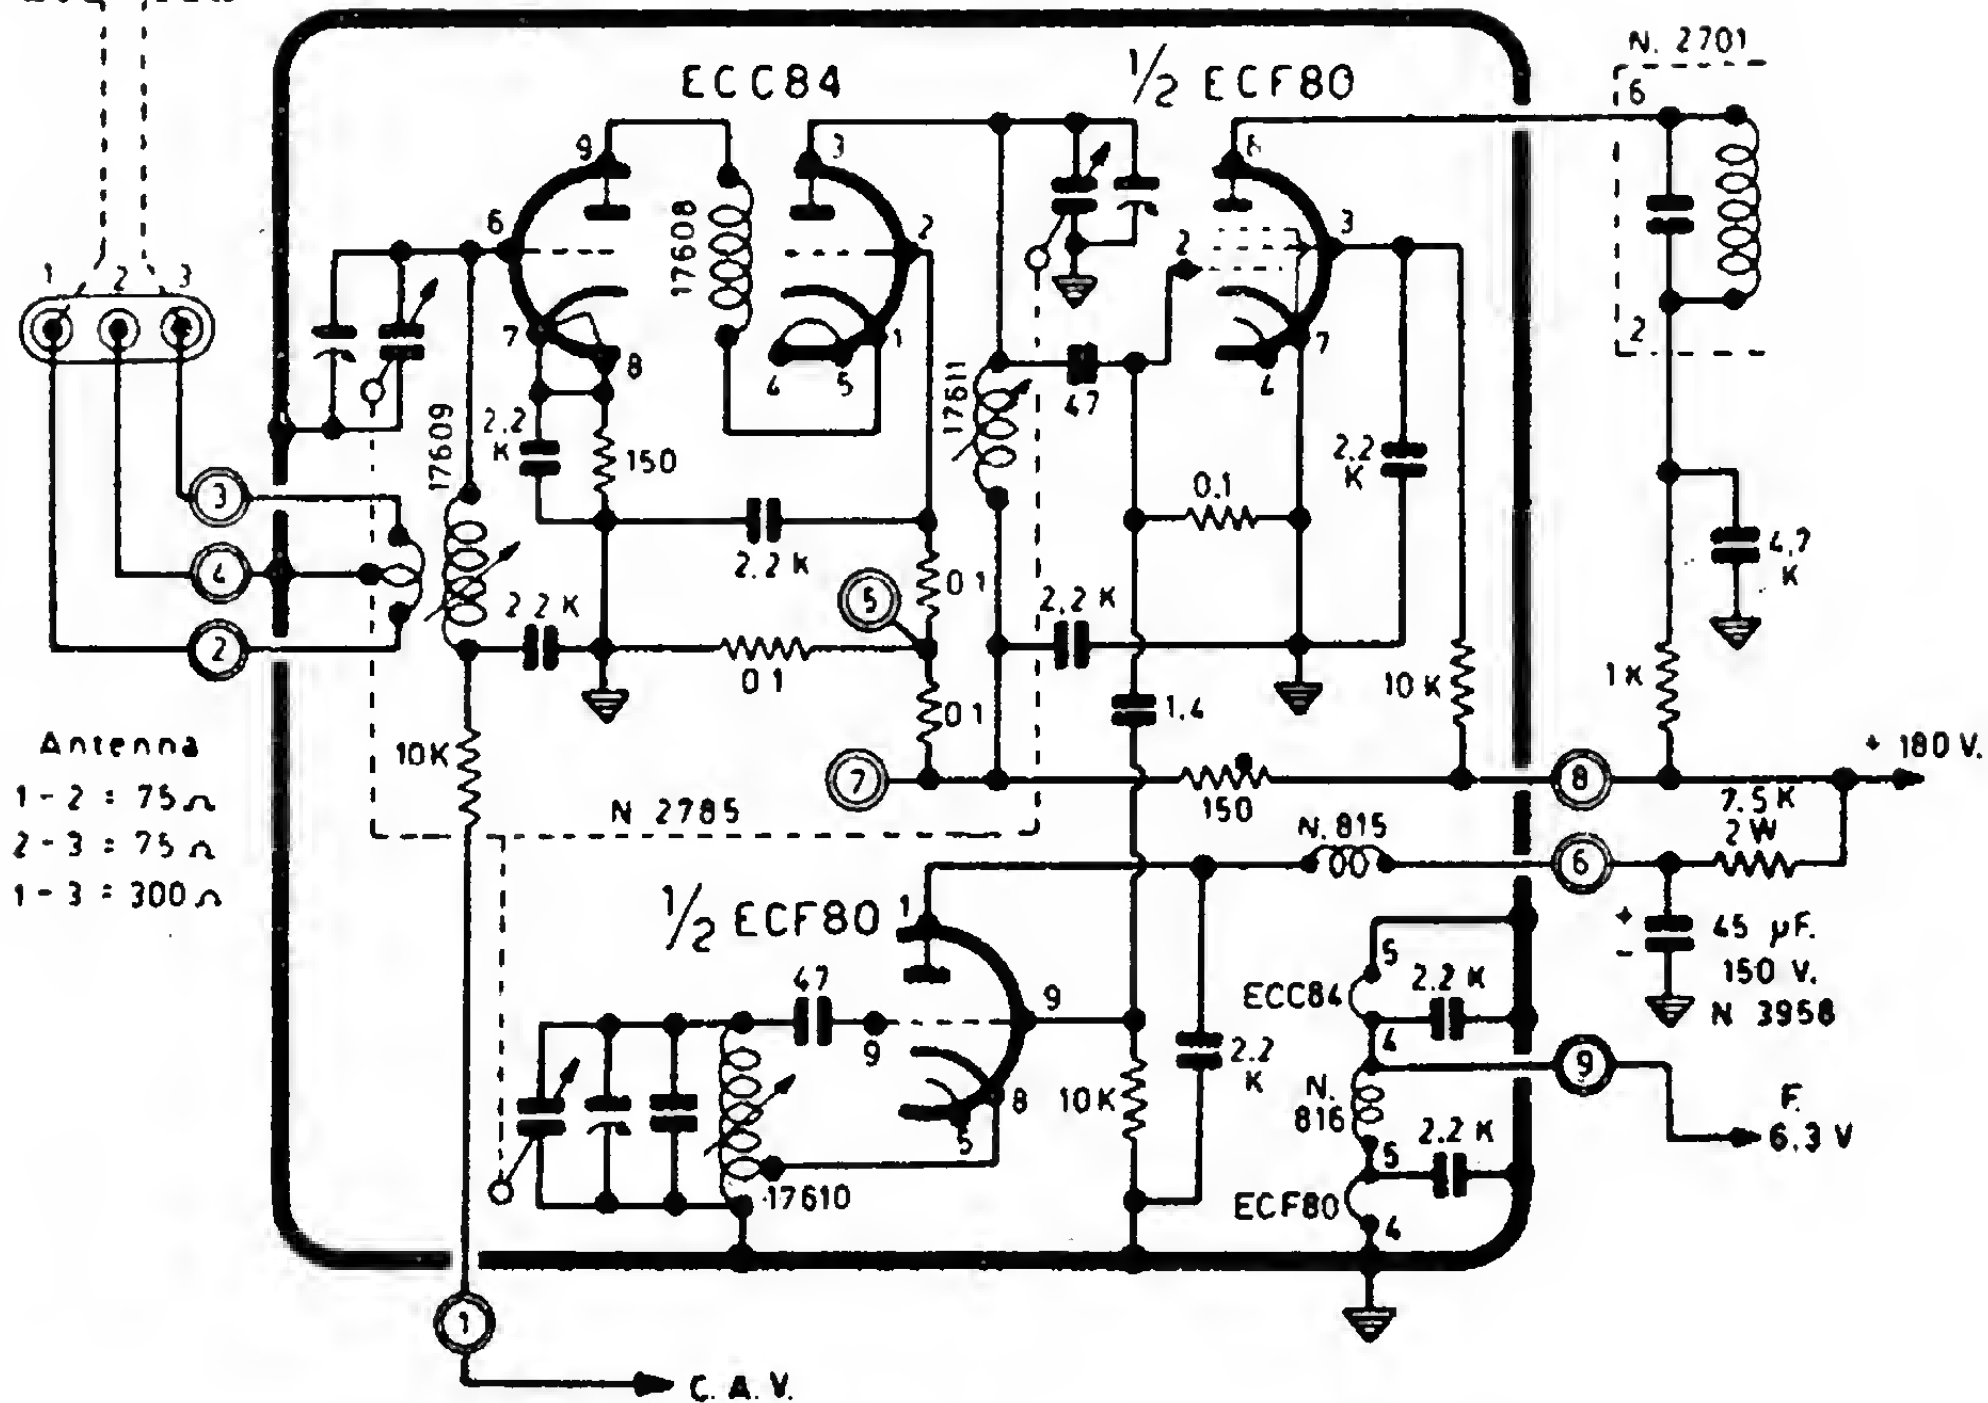 N. 2701
ECC84
1/2 ECF80
6
9
3
8
6
2
2
3
17608
1
2
3
7
8
4
5
1
4
7
2
17609
2.2
K
150
17611
47
2.2
K
0.1
3
2.2 K
4.7
K
4
5
0 1
2.2 K
2 2 K
2
0 1
10 K
1 K
0 1
1.4
Antenna
1 - 2 = 75 Ω
2 - 3 = 75 Ω
1 - 3 = 300 Ω
10K
+ 180 V.
7
8
150
7.5 K
2 W
N 2785
N. 815
6
1/2 ECF80
1
+
-
45 µF.
150 V.
N 3958
5
2.2 K
ECC84
47
9
9
4
2.2
K
9
10K
8
5
N.
816
F.
6.3 V
2.2 K
5
17610
ECF80
4
1
C. A. V.